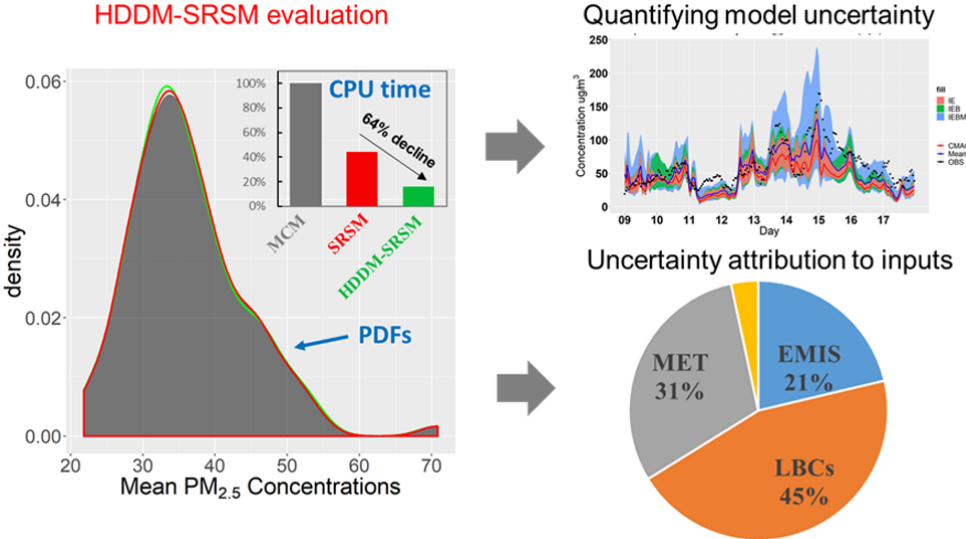 HDDM-SRSM evaluation
0.06
0.04
0.02
0.00
density
20 30 40 50 60 70
Mean PM2.5 Concentrations
PDFs
100%
80%
60%
40%
20%
0%
CPU time
64% decline
MCM
SRSM
HDDM-SRSM
Quantifying model uncertainty
250
200
150
100
50
0
Concentration ug/m3
09 10 11 12 13 14 15 16 17
Day
fill
IE
IEB
IEBM
CMA
Mean
OBS
Uncertainty attribution to inputs
MET
31%
EMIS
21%
LBCs
45%